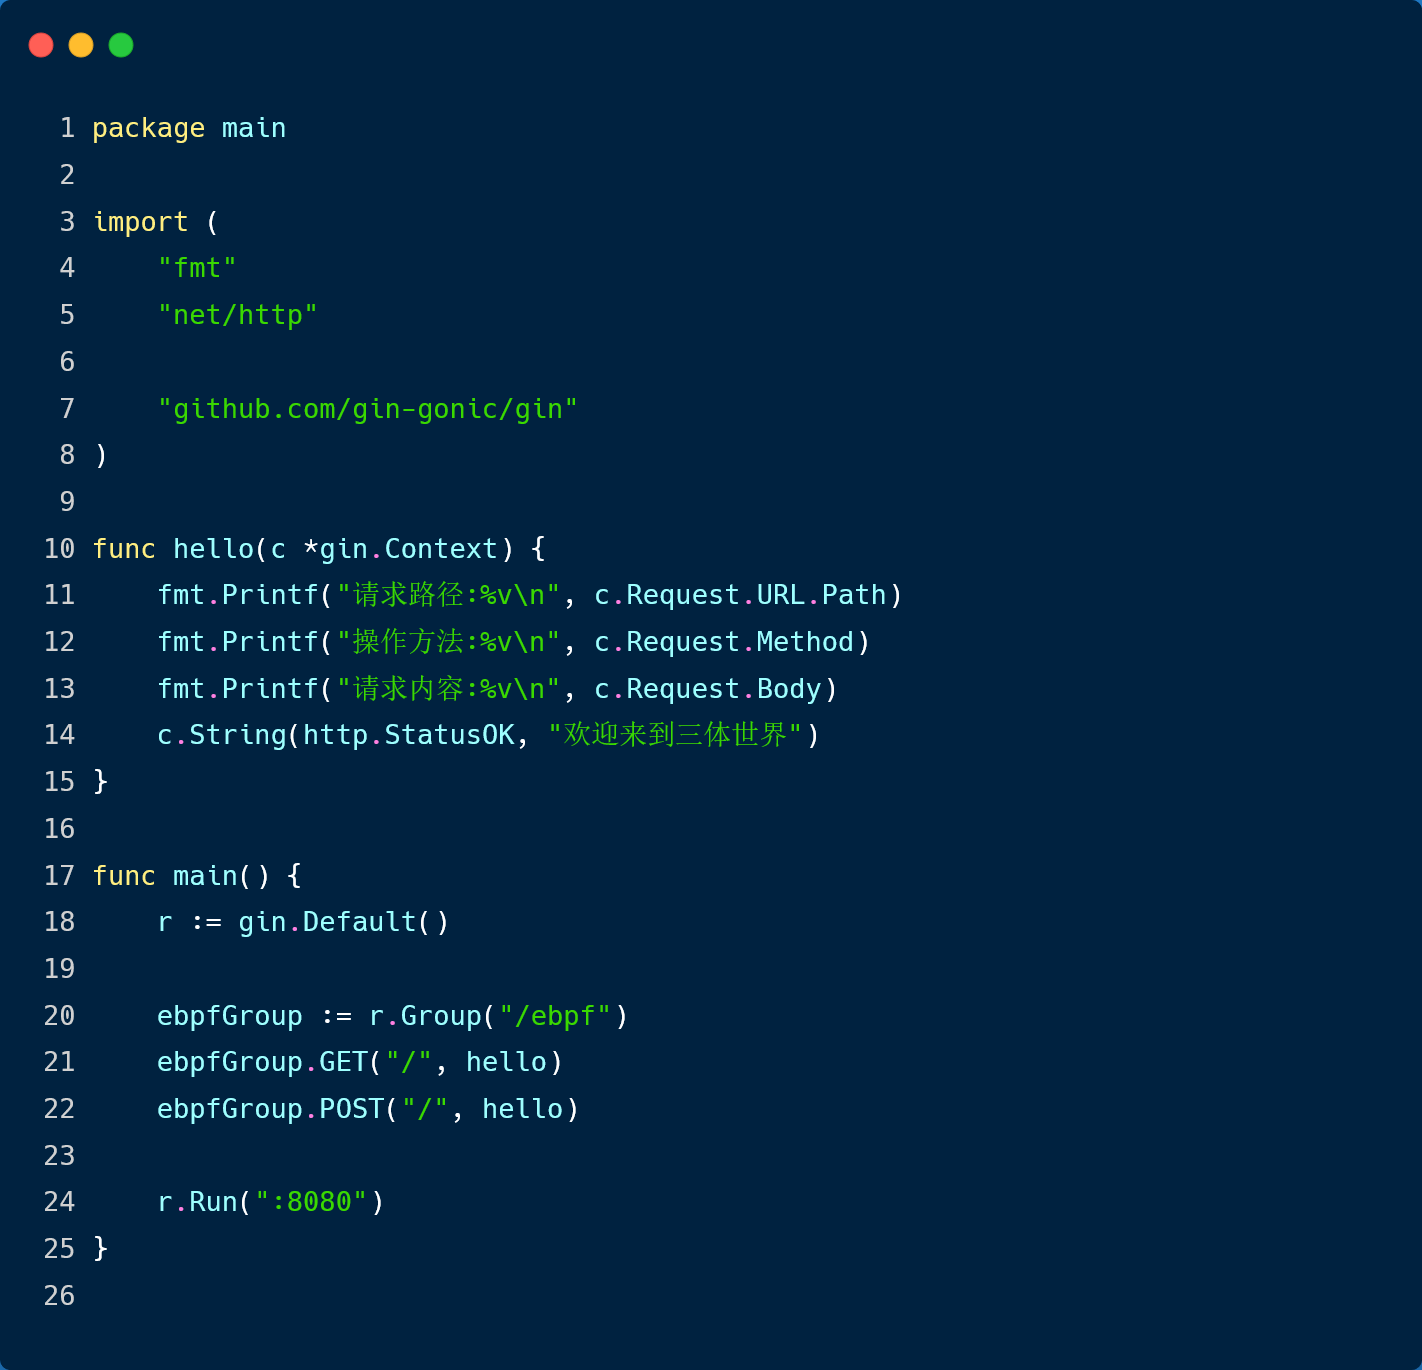 1 package main
2
3 import (
4     "fmt"
5     "net/http"
6
7     "github.com/gin-gonic/gin"
8 )
9
10 func hello(c *gin.Context) {
11     fmt.Printf("请求路径:%v\n", c.Request.URL.Path)
12     fmt.Printf("操作方法:%v\n", c.Request.Method)
13     fmt.Printf("请求内容:%v\n", c.Request.Body)
14     c.String(http.StatusOK, "欢迎来到三体世界")
15 }
16
17 func main() {
18     r := gin.Default()
19
20     ebpfGroup := r.Group("/ebpf")
21     ebpfGroup.GET("/", hello)
22     ebpfGroup.POST("/", hello)
23
24     r.Run(":8080")
25 }
26